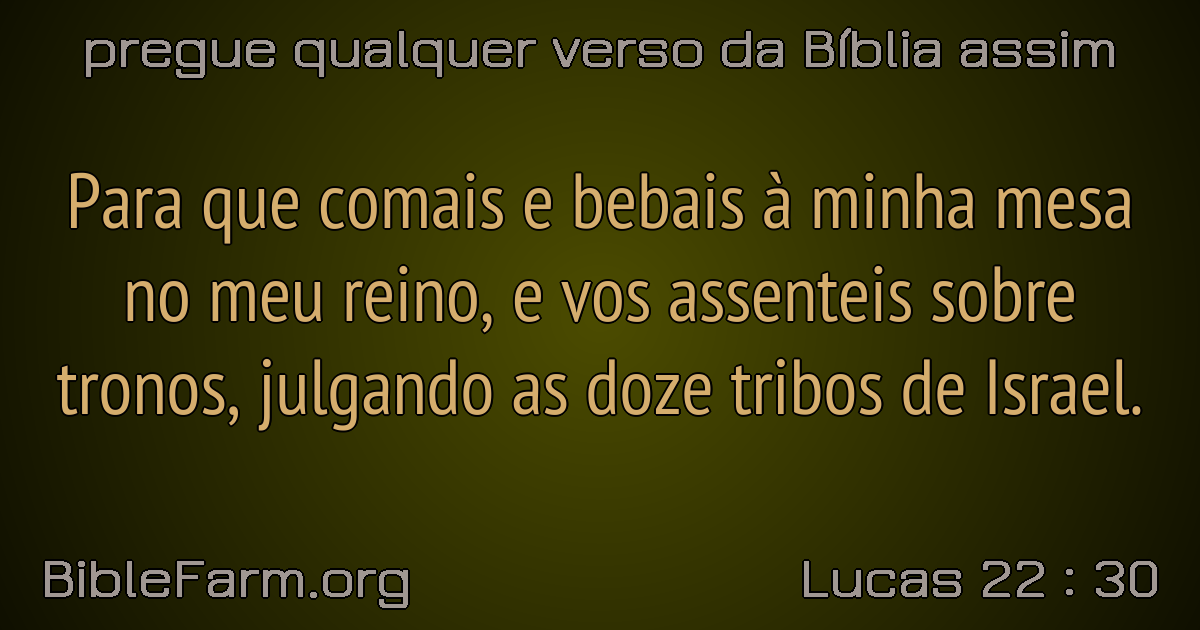 pregue qualquer verso da Bíblia assim
Para que comais e bebais à minha mesa
no meu reino, e vos assenteis sobre
tronos, julgando as doze tribos de Israel.
BibleFarm.org
Lucas 22 : 30